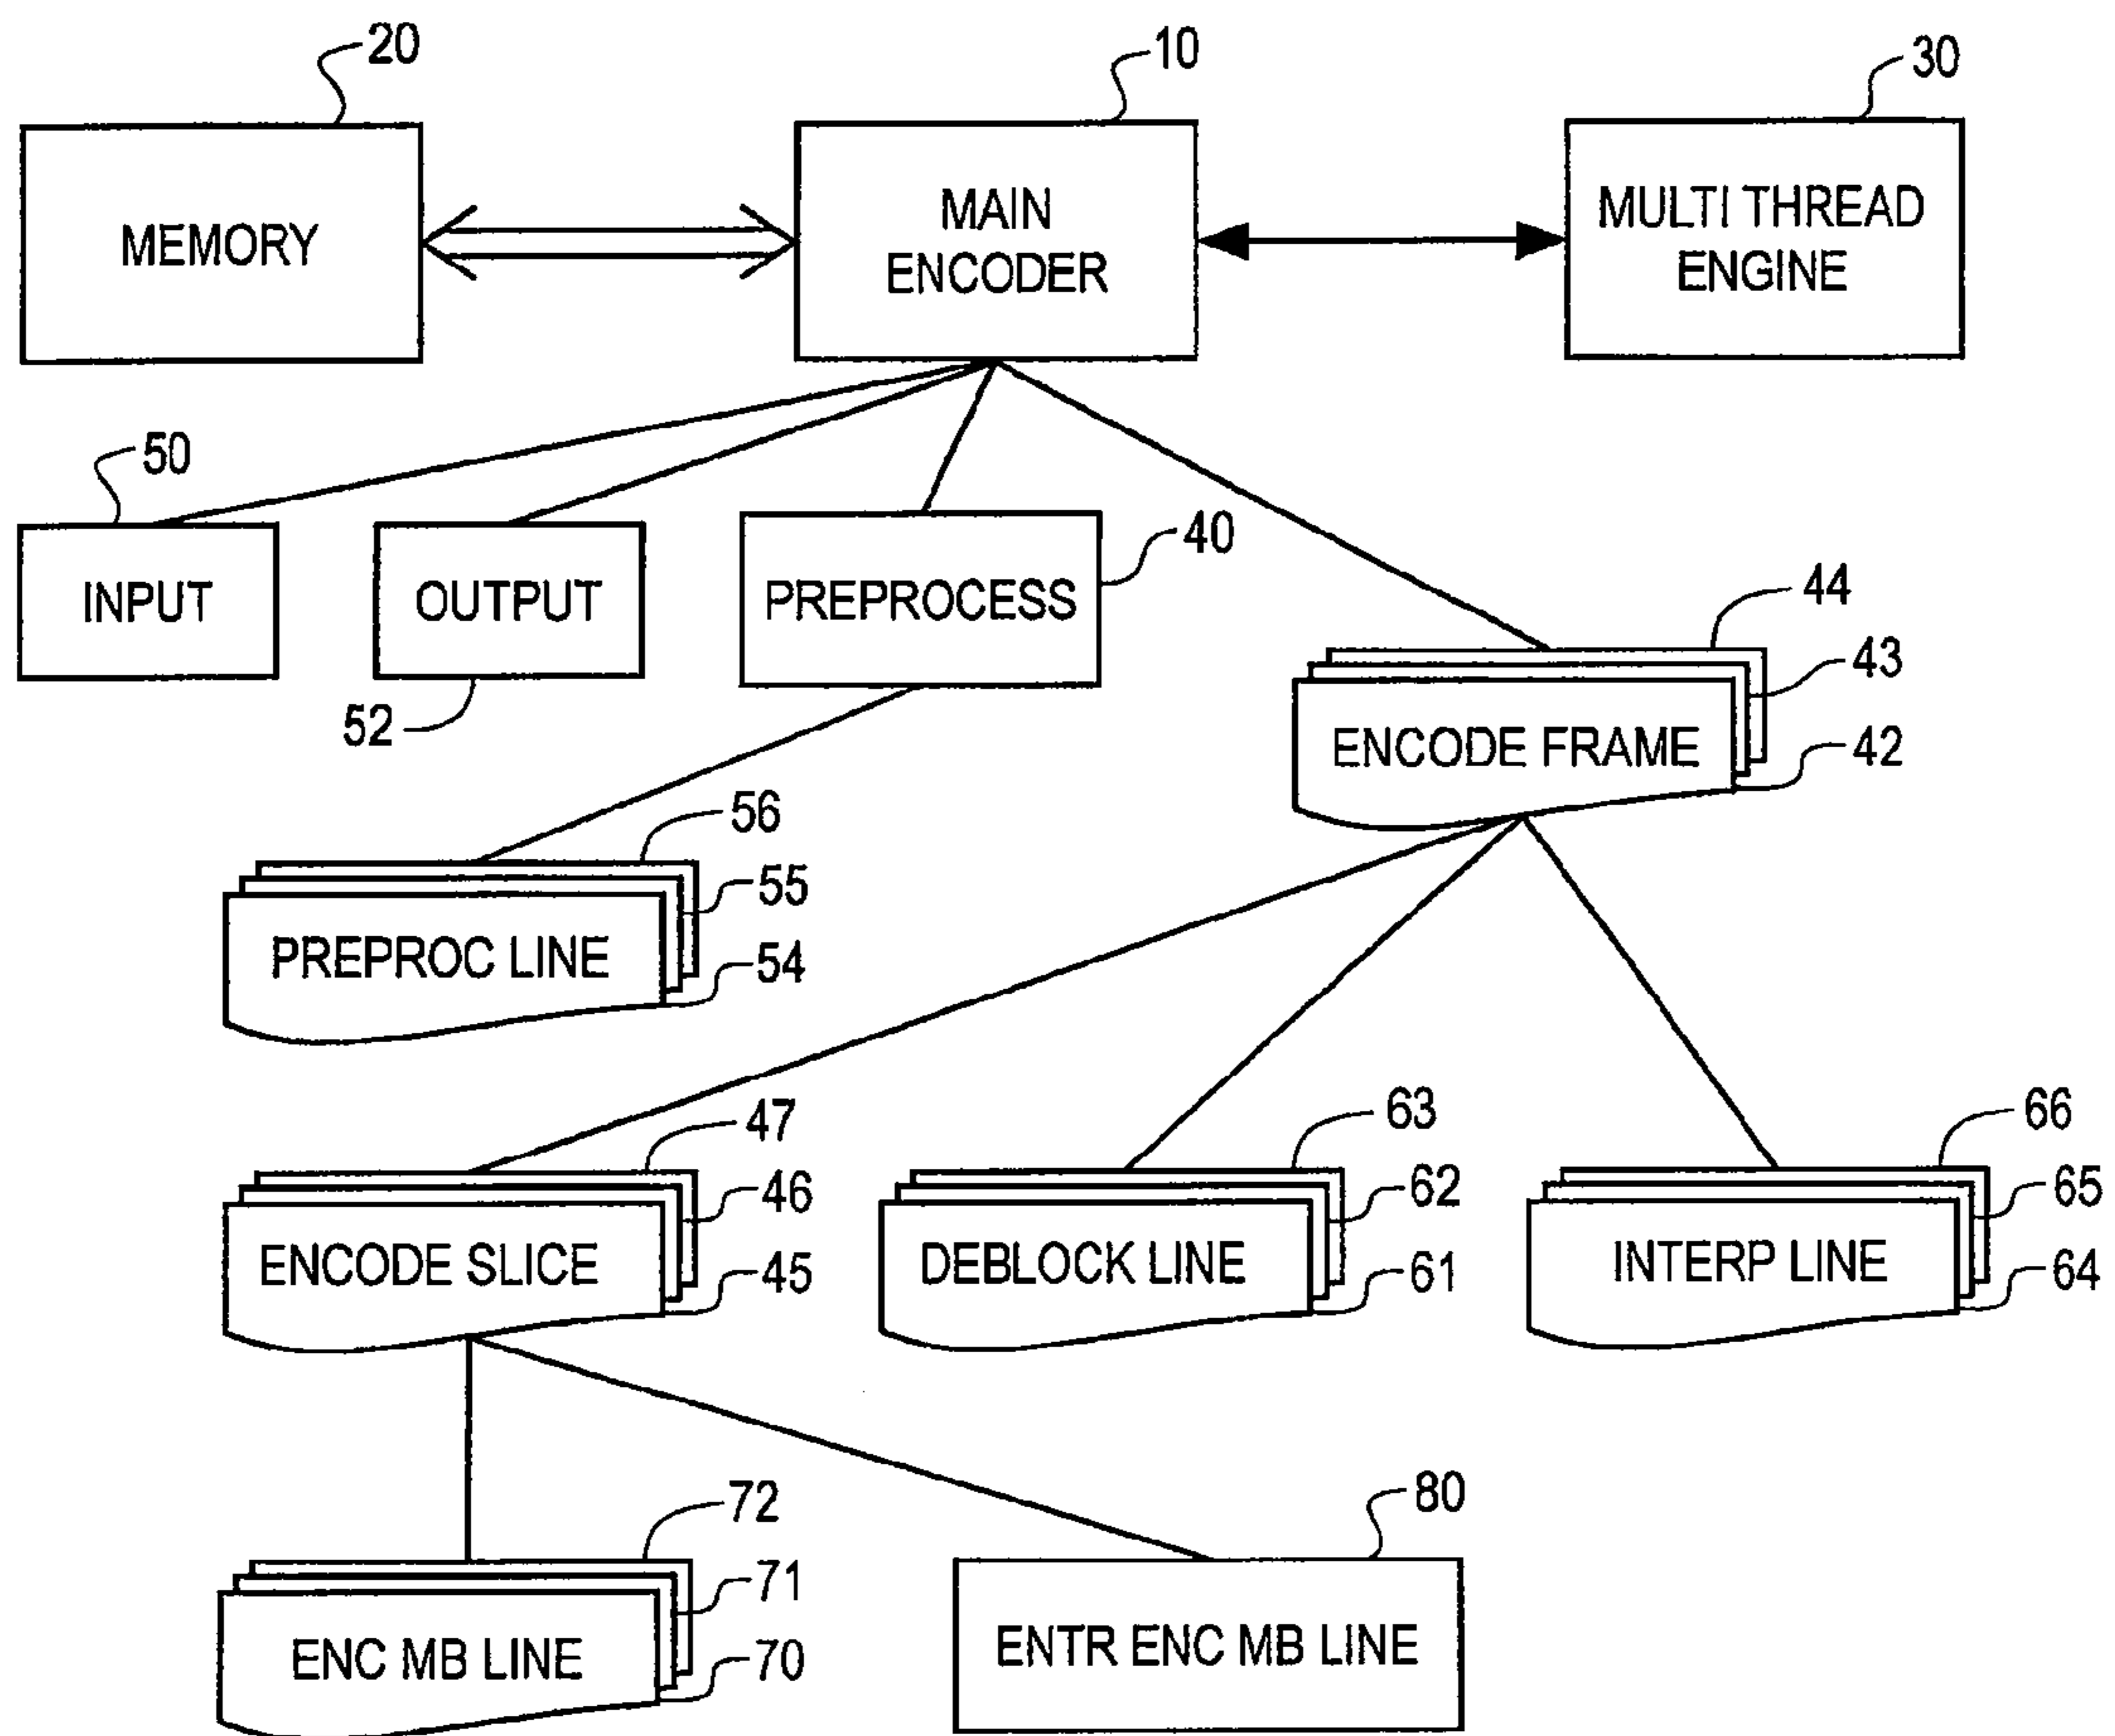 20
10
30
MEMORY
MAIN
ENCODER
MULTI THREAD
ENGINE
50
INPUT
OUTPUT
52
PREPROCESS
40
44
43
ENCODE FRAME
42
56
55
PREPROC LINE
54
47
46
ENCODE SLICE
45
63
62
DEBLOCK LINE
61
66
65
INTERP LINE
64
72
71
ENC MB LINE
70
80
ENTR ENC MB LINE